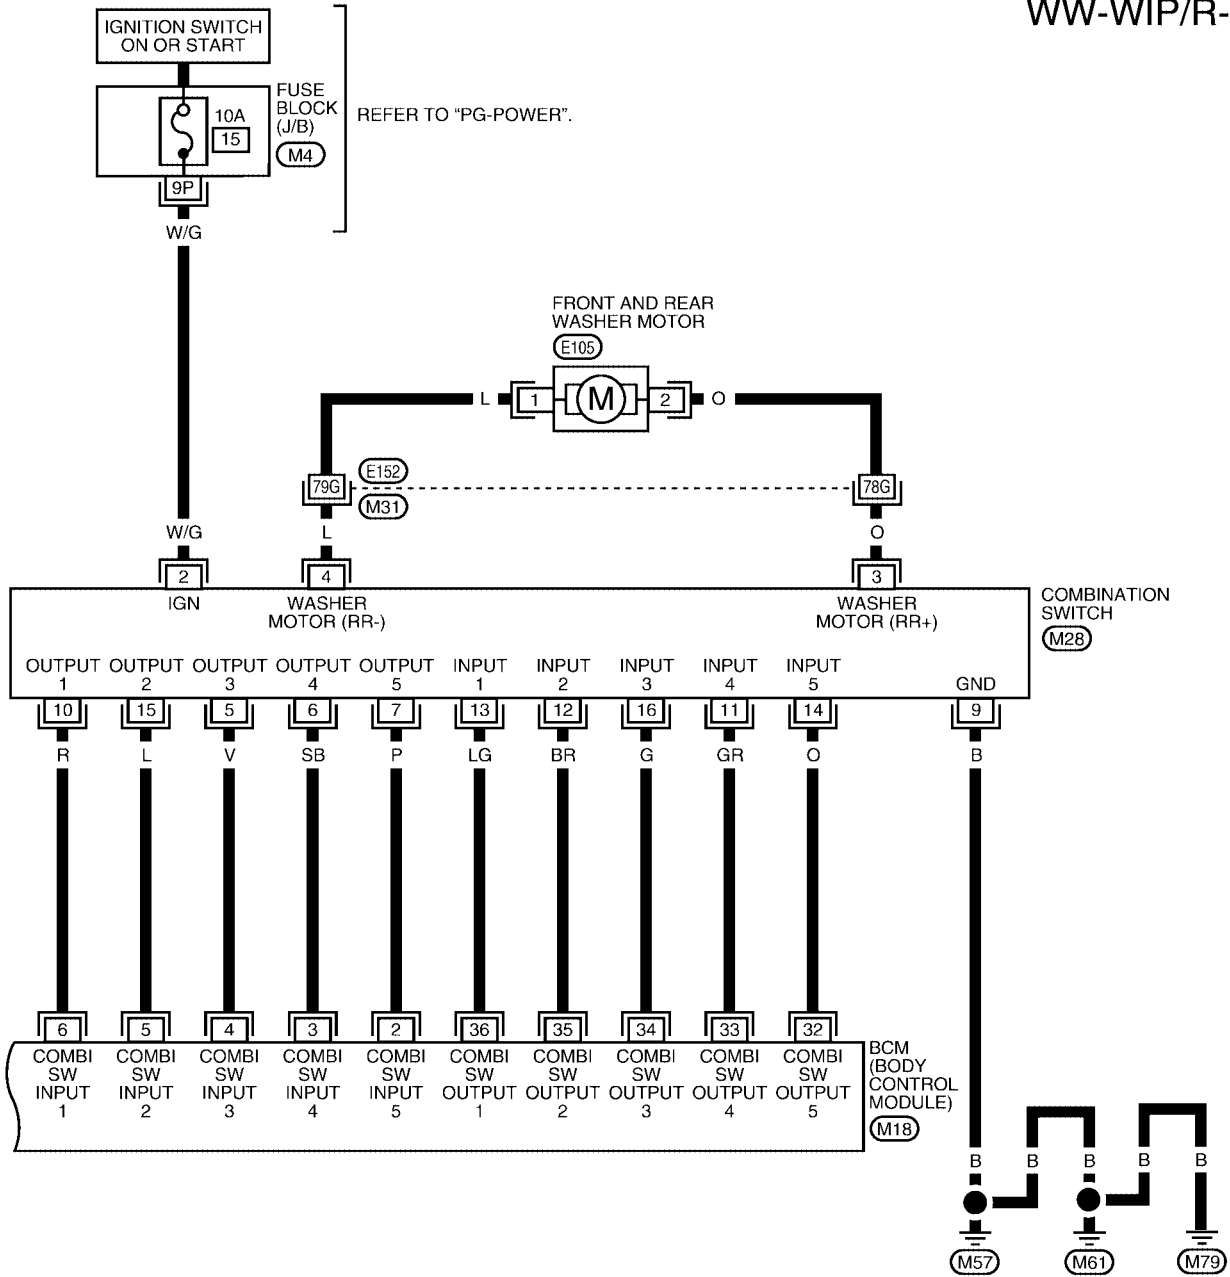 WW-WIP/R-
IGNITION SWITCH
ON OR START
FUSE
BLOCK
(J/B)
M4
10A
15
REFER TO “PG-POWER”.
9P
W/G
FRONT AND REAR
WASHER MOTOR
E105
L
1
M
2
O
79G
E152
M31
78G
W/G
L
O
2
4
3
IGN
WASHER
MOTOR (RR-)
WASHER
MOTOR (RR+)
COMBINATION
SWITCH
M28
OUTPUT
1
OUTPUT
2
OUTPUT
3
OUTPUT
4
OUTPUT
5
INPUT
1
INPUT
2
INPUT
3
INPUT
4
INPUT
5
GND
10
15
5
6
7
13
12
16
11
14
9
R
L
V
SB
P
LG
BR
G
GR
O
B
6
5
4
3
2
36
35
34
33
32
COMBI
SW
INPUT
1
COMBI
SW
INPUT
2
COMBI
SW
INPUT
3
COMBI
SW
INPUT
4
COMBI
SW
INPUT
5
COMBI
SW
OUTPUT
1
COMBI
SW
OUTPUT
2
COMBI
SW
OUTPUT
3
COMBI
SW
OUTPUT
4
COMBI
SW
OUTPUT
5
BCM
(BODY
CONTROL
MODULE)
M18
B
B
B
B
B
M57
M61
M79